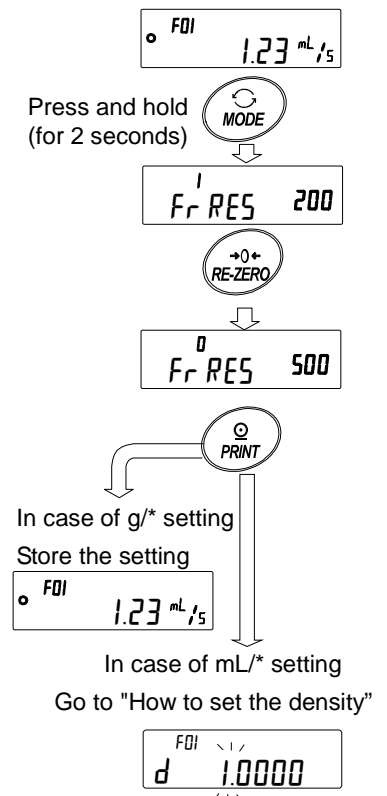 F01
1.23 mL/s
Press and hold
(for 2 seconds)
MODE
1
Fr RES 200
→0←
RE-ZERO
0
Fr RES 500
PRINT
In case of g/* setting
Store the setting
F01
1.23 mL/s
In case of mL/* setting
Go to "How to set the density”
F01
d 1.0000